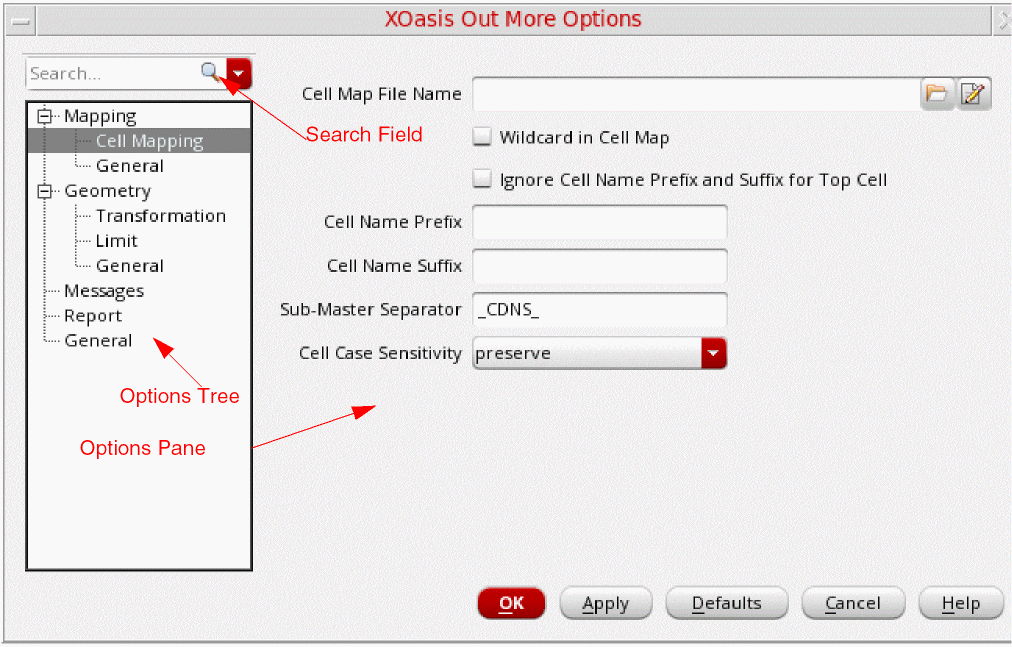 XOasis Out More Options
Search...
Search Field
Mapping
Cell Mapping
General
Geometry
Transformation
Limit
General
Messages
Report
General
Options Tree
Options Pane
Cell Map File Name
Wildcard in Cell Map
Ignore Cell Name Prefix and Suffix for Top Cell
Cell Name Prefix
Cell Name Suffix
Sub-Master Separator _CDNS_
Cell Case Sensitivity preserve
OK Apply Defaults Cancel Help